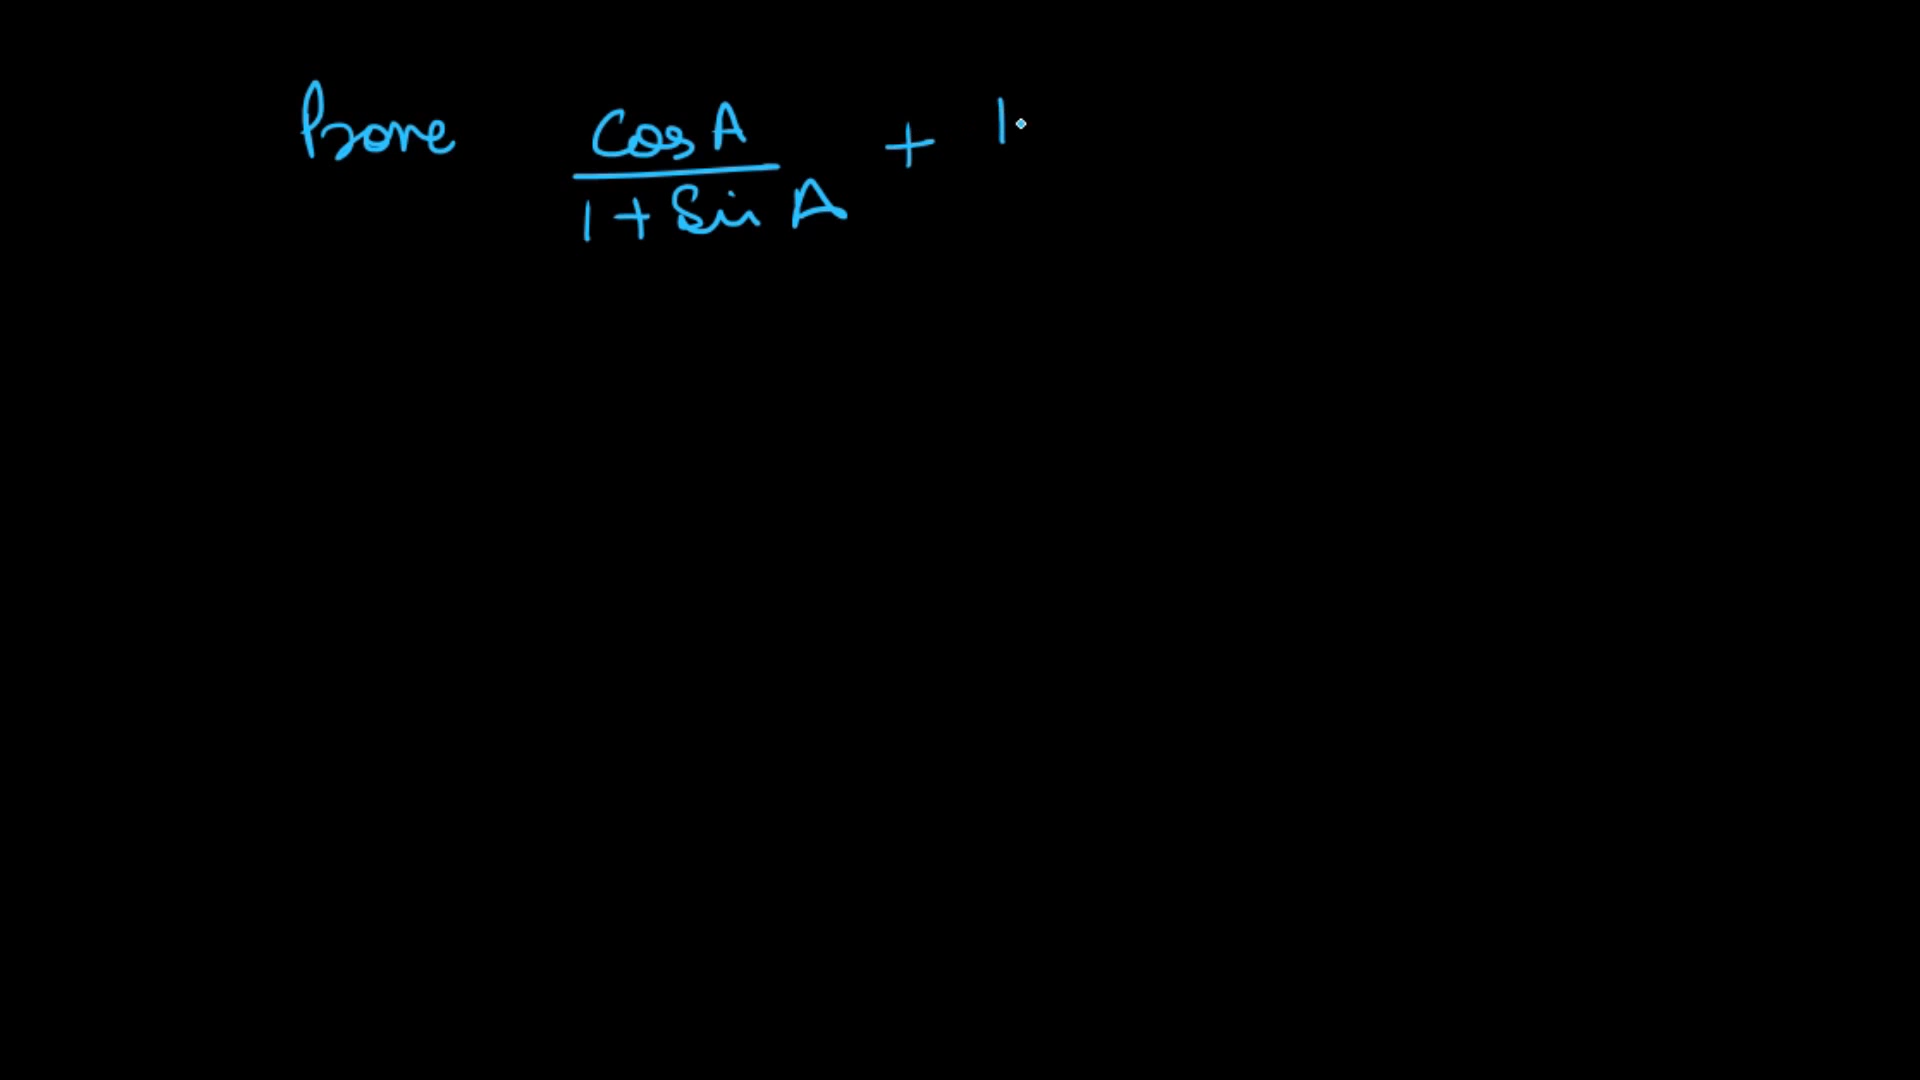 Prove cos A / 1 + Sin A + 1